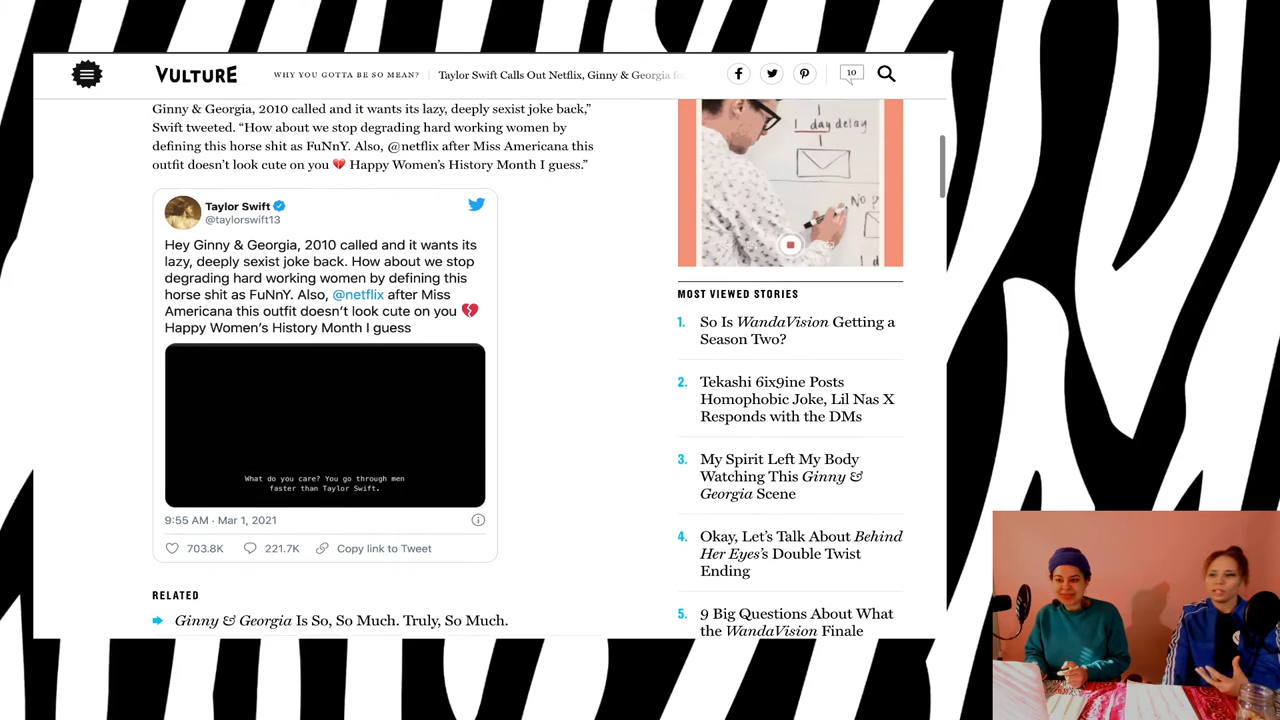 VULTURE
WHY YOU GOTTA BE SO MEAN?
Taylor Swift Calls Out Netflix, Ginny & Georgia fo
10
Ginny & Georgia, 2010 called and it wants its lazy, deeply sexist joke back,”
Swift tweeted. “How about we stop degrading hard working women by
defining this horse shit as FuNnY. Also, @netflix after Miss Americana this
outfit doesn’t look cute on you 💔 Happy Women’s History Month I guess.”
Taylor Swift
@taylorswift13
Hey Ginny & Georgia, 2010 called and it wants its
lazy, deeply sexist joke back. How about we stop
degrading hard working women by defining this
horse shit as FuNnY. Also, @netflix after Miss
Americana this outfit doesn’t look cute on you 💔
Happy Women’s History Month I guess
What do you care? You go through men
faster than Taylor Swift.
9:55 AM · Mar 1, 2021
703.8K
221.7K
Copy link to Tweet
RELATED
Ginny & Georgia Is So, So Much. Truly, So Much.
1 day delay
MOST VIEWED STORIES
1. So Is WandaVision Getting a
Season Two?
2. Tekashi 6ix9ine Posts
Homophobic Joke, Lil Nas X
Responds with the DMs
3. My Spirit Left My Body
Watching This Ginny &
Georgia Scene
4. Okay, Let’s Talk About Behind
Her Eyes’s Double Twist
Ending
5. 9 Big Questions About What
the WandaVision Finale